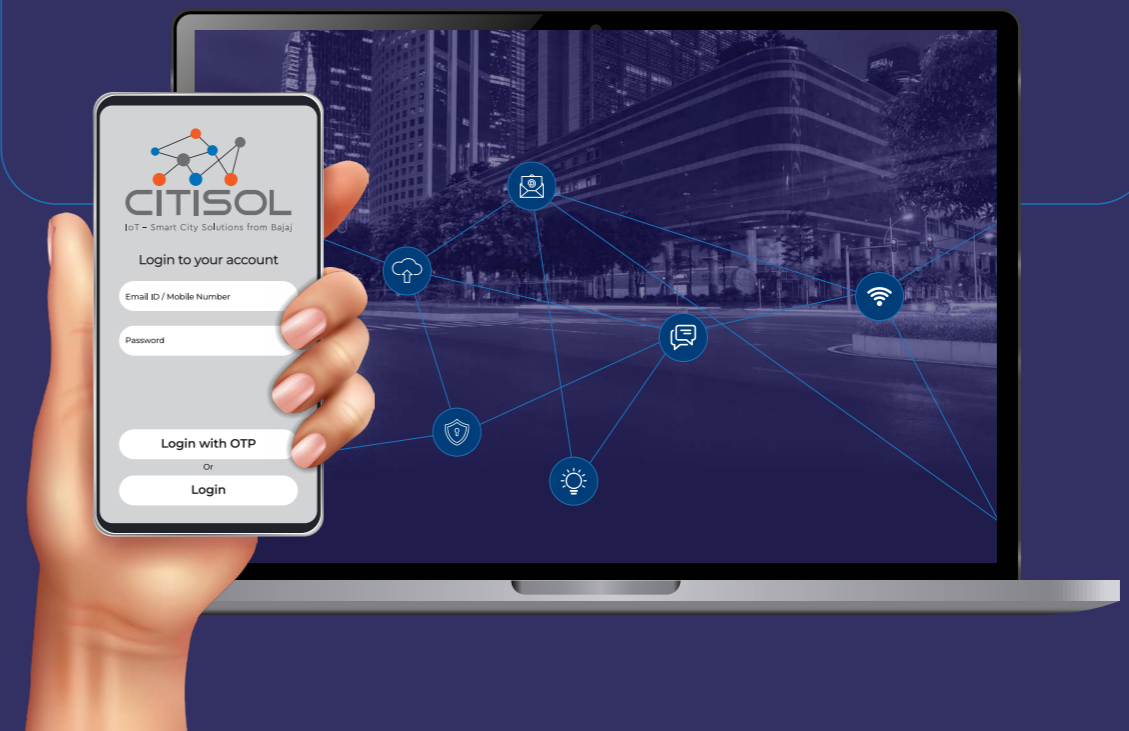 CITISOL
IoT – Smart City Solutions from Bajaj
Login to your account
Email ID / Mobile Number
Password
Login with OTP
Or
Login